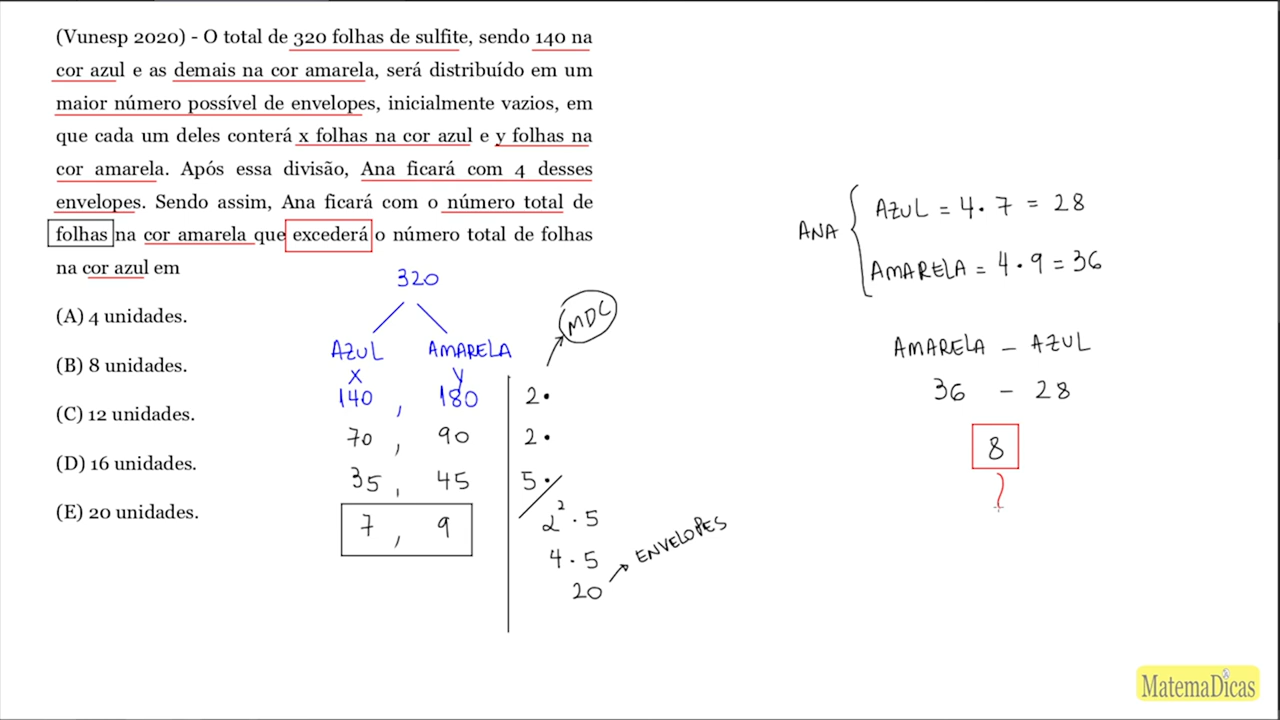 (Vunesp 2020) - O total de 320 folhas de sulfite, sendo 140 na
cor azul e as demais na cor amarela, será distribuído em um
maior número possível de envelopes, inicialmente vazios, em
que cada um deles conterá x folhas na cor azul e y folhas na
cor amarela. Após essa divisão, Ana ficará com 4 desses
envelopes. Sendo assim, Ana ficará com o número total de
folhas na cor amarela que excederá o número total de folhas
na cor azul em
(A) 4 unidades.
(B) 8 unidades.
(C) 12 unidades.
(D) 16 unidades.
(E) 20 unidades.
320
AZUL AMARELA
X Y
140 , 180 2·
70 , 90 2·
35 , 45 5·
7 , 9
MDC
2² · 5
4 · 5
20
ENVELOPES
ANA
AZUL = 4 · 7 = 28
AMARELA = 4 · 9 = 36
AMARELA - AZUL
36 - 28
8
MatemaDicas